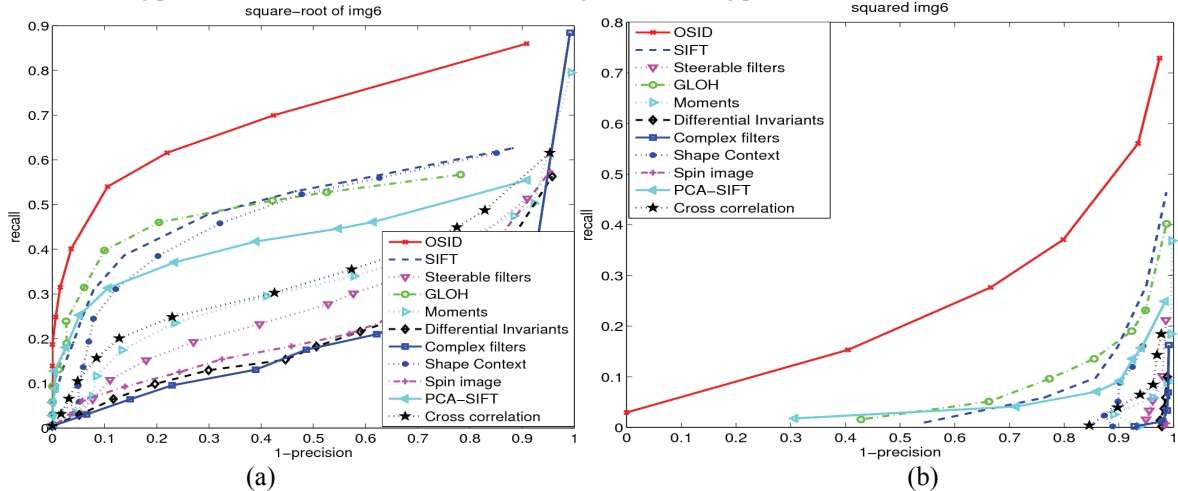 square−root of img6
0.9
0.8
0.7
0.6
0.5
0.4
0.3
0.2
0.1
0
recall
0 0.1 0.2 0.3 0.4 0.5 0.6 0.7 0.8 0.9 1
1−precision
OSID
SIFT
Steerable filters
GLOH
Moments
Differential Invariants
Complex filters
Shape Context
Spin image
PCA−SIFT
Cross correlation
(a)
squared img6
0.8
0.7
0.6
0.5
0.4
0.3
0.2
0.1
0
recall
0 0.1 0.2 0.3 0.4 0.5 0.6 0.7 0.8 0.9 1
1−precision
OSID
SIFT
Steerable filters
GLOH
Moments
Differential Invariants
Complex filters
Shape Context
Spin image
PCA−SIFT
Cross correlation
(b)